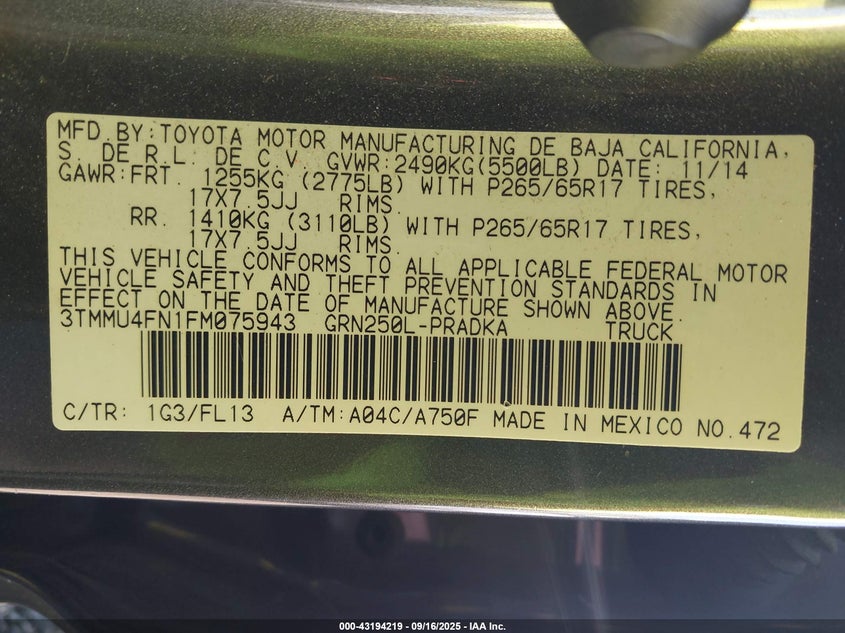 MFD.BY:TOYOTA MOTOR MANUFACTURING DE BAJA CALIFORNIA,
S. DE R.L. DE C.V. GVWR:2490KG(5500LB) DATE: 11/14
GAWR:FRT. 1255KG (2775LB) WITH P265/65R17 TIRES,
17X7.5JJ RIMS.
RR. 1410KG (3110LB) WITH P265/65R17 TIRES,
17X7.5JJ RIMS.
THIS VEHICLE CONFORMS TO ALL APPLICABLE FEDERAL MOTOR
VEHICLE SAFETY AND THEFT PREVENTION STANDARDS IN
EFFECT ON THE DATE OF MANUFACTURE SHOWN ABOVE.
3TMMU4FN1FM075943 GRN250L-PRADKA TRUCK
C/TR: 1G3/FL13 A/TM:A04C/A750F MADE IN MEXICO NO.472
000-43194219 - 09/16/2025 - IAA Inc.